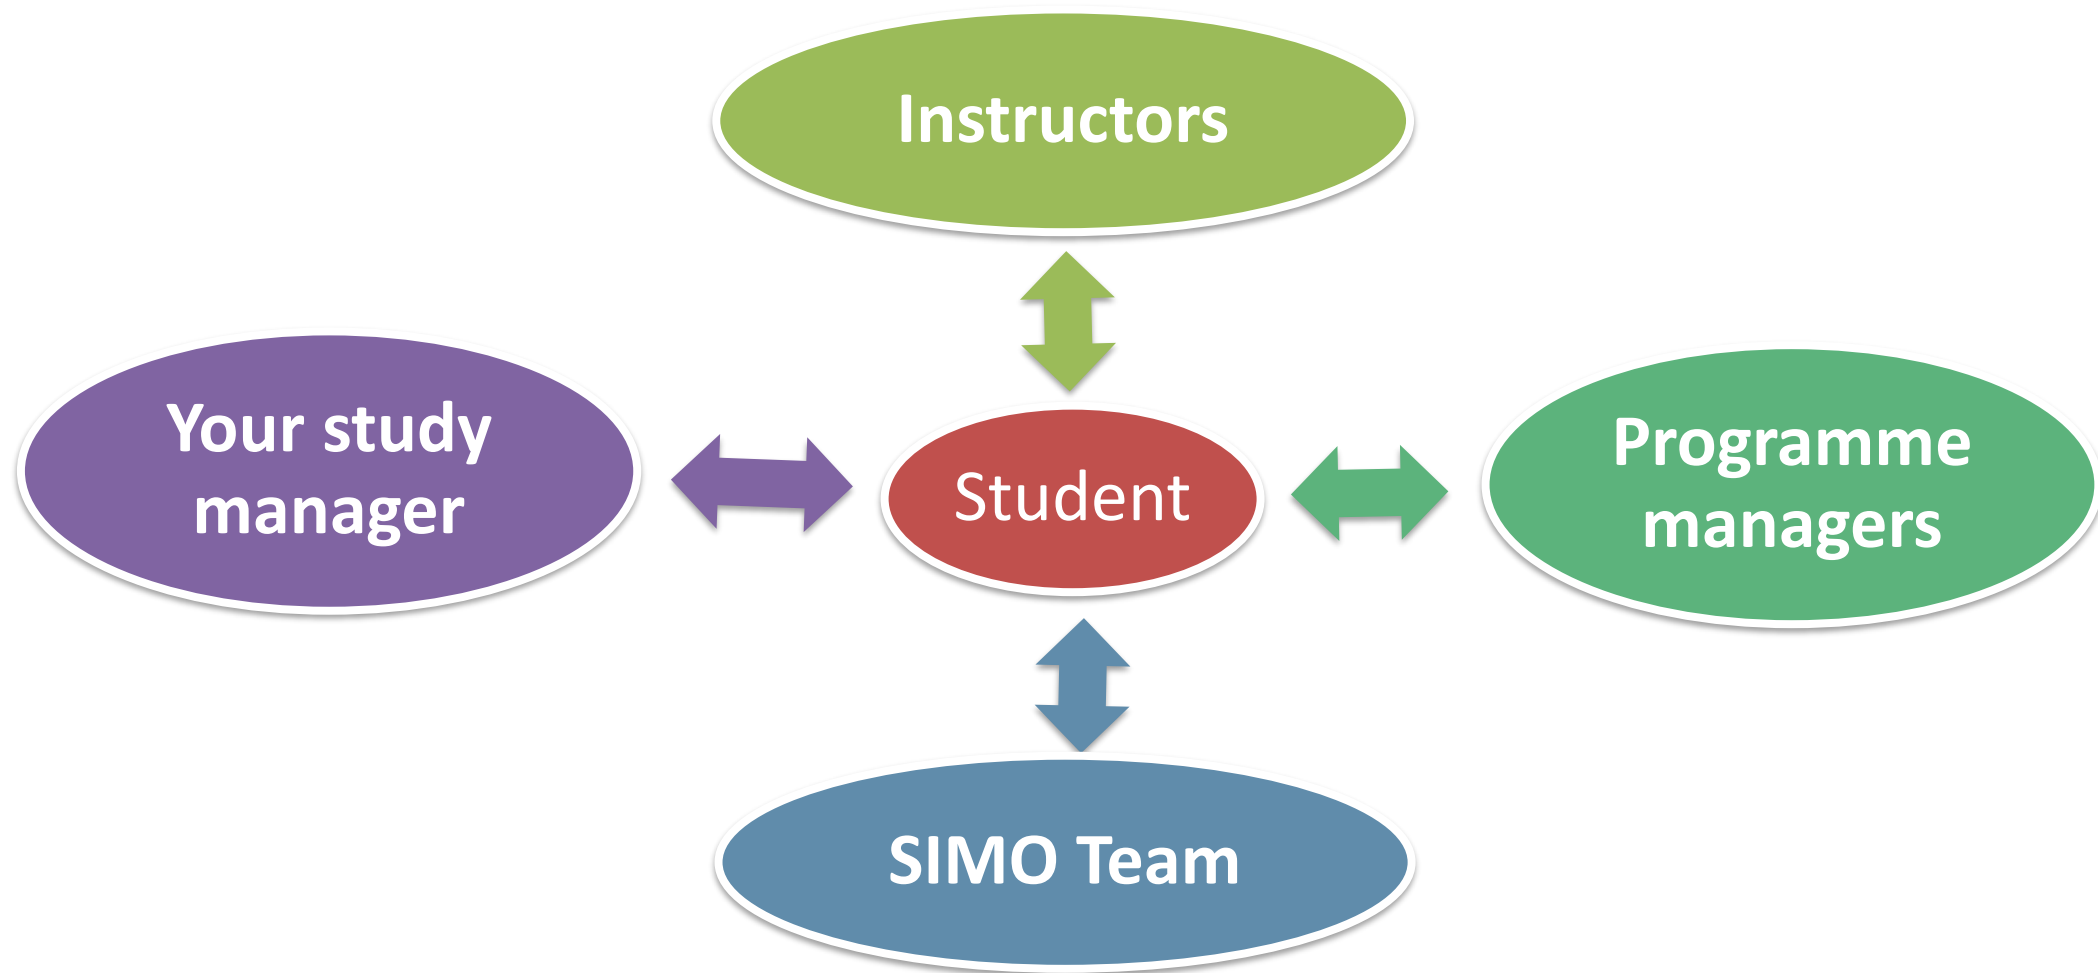 Instructors
Your study
manager
Student
Programme
managers
SIMO Team